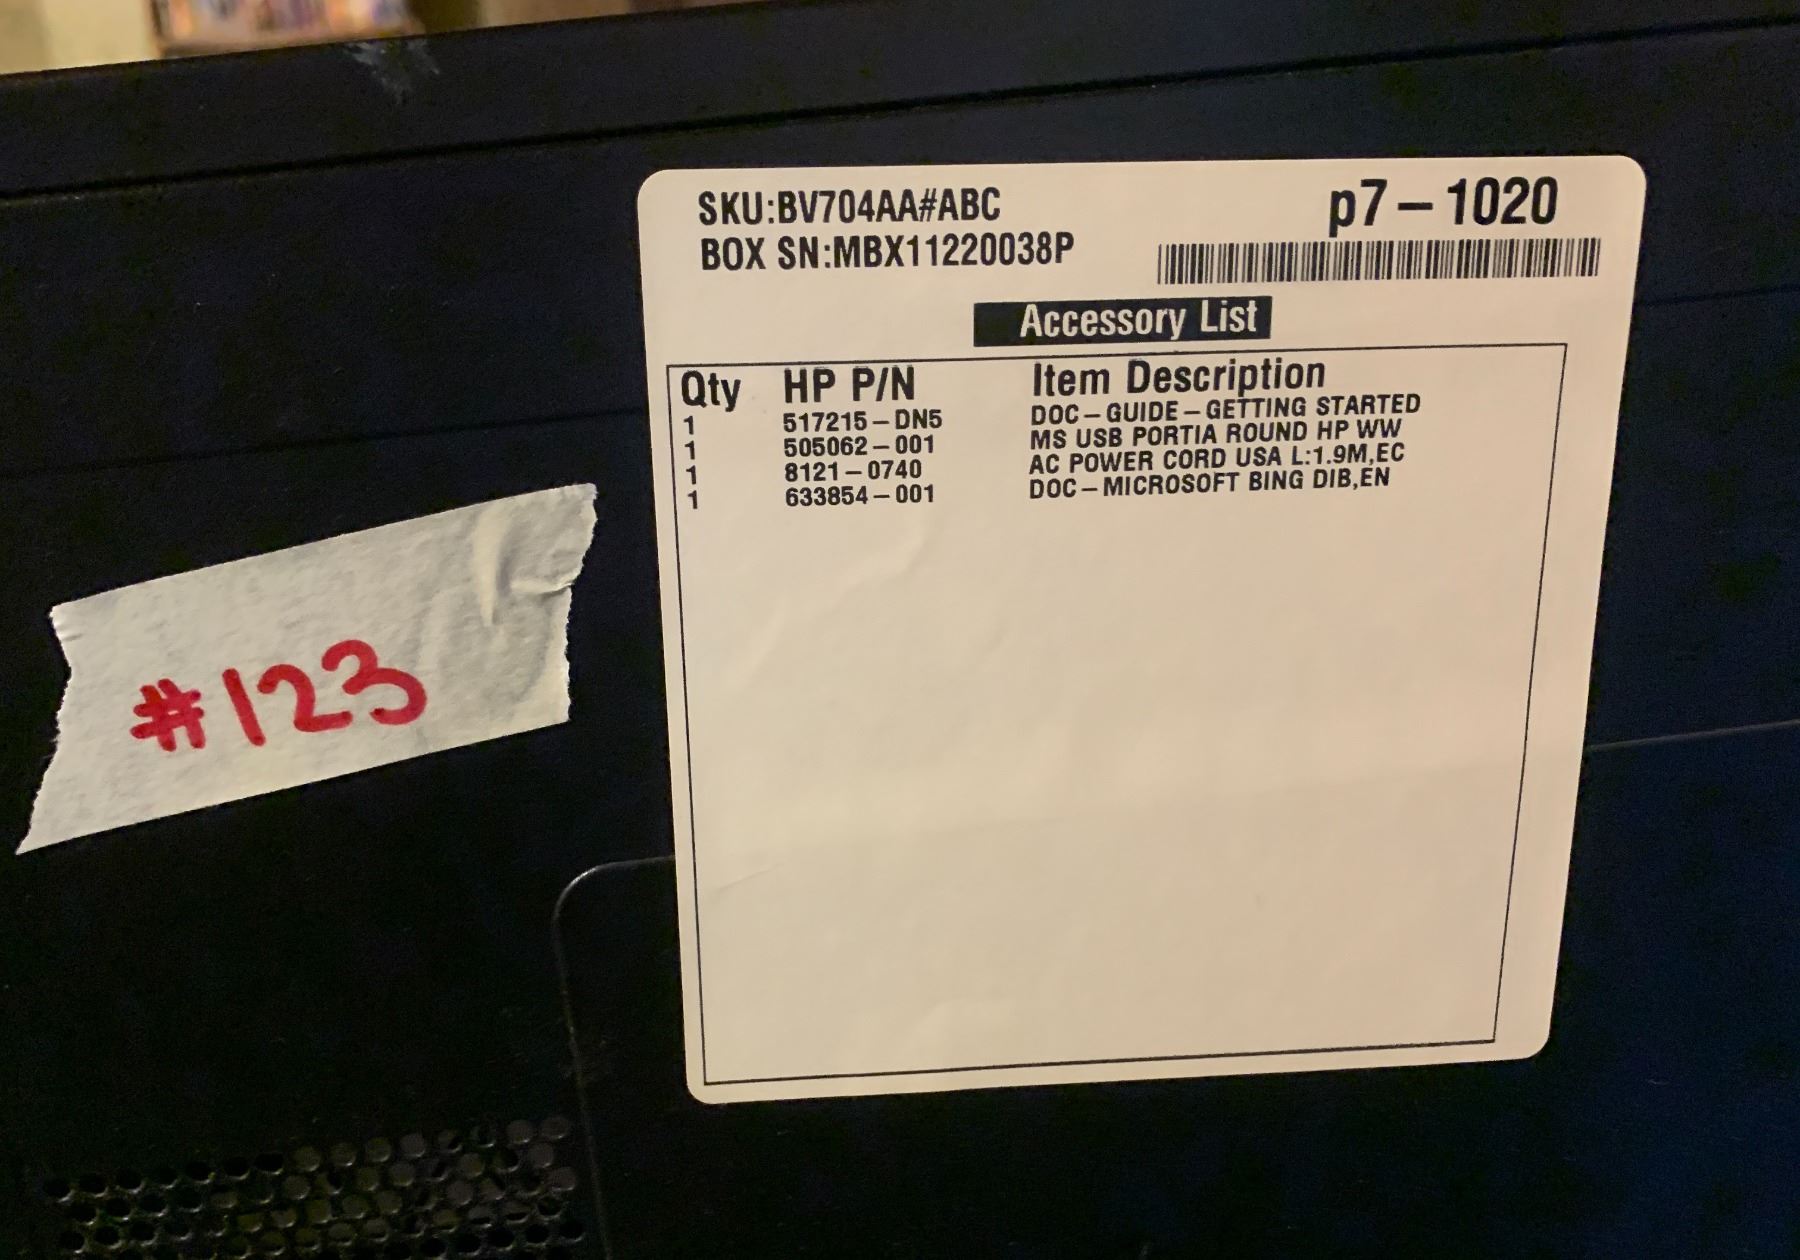 SKU:BV704AA#ABC
p7-1020
BOX SN:MBX11220038P
Accessory List
Qty HP P/N Item Description
1 517215-DN5 DOC-GUIDE-GETTING STARTED
1 505062-001 MS USB PORTIA ROUND HP WW
1 8121-0740 AC POWER CORD USA L:1.9M,EC
1 633854-001 DOC-MICROSOFT BING DIB,EN
#123